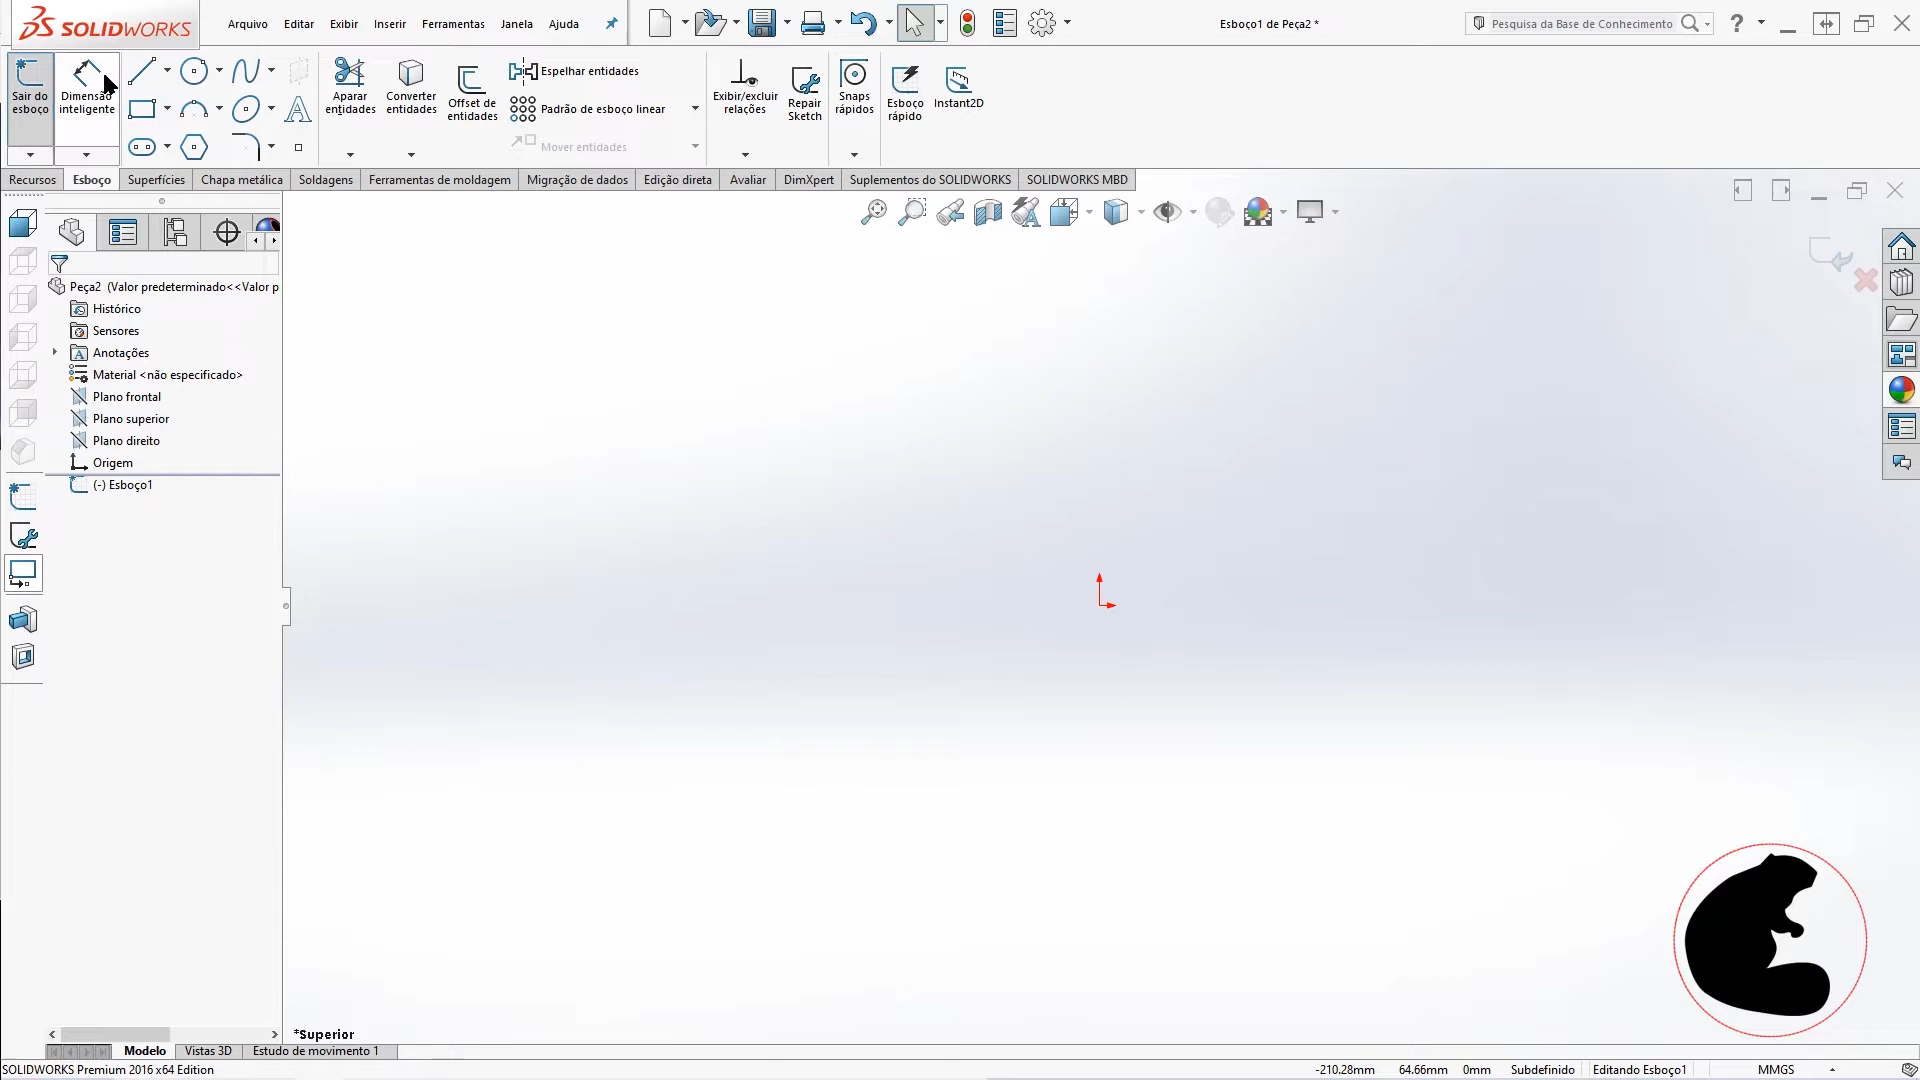 SOLIDWORKS
Arquivo Editar Exibir Inserir Ferramentas Janela Ajuda
Esboço1 de Peça2 *
Pesquisa da Base de Conhecimento
?
Sair do esboço
Dimensão inteligente
Aparar entidades
Converter entidades
Offset de entidades
Espelhar entidades
Padrão de esboço linear
Mover entidades
Exibir/excluir relações
Repair Sketch
Snaps rápidos
Esboço rápido
Instant2D
Recursos Esboço Superfícies Chapa metálica Soldagens Ferramentas de moldagem Migração de dados Edição direta Avaliar DimXpert Suplementos do SOLIDWORKS SOLIDWORKS MBD
Peça2 (Valor predeterminado<<Valor p
Histórico
Sensores
Anotações
Material <não especificado>
Plano frontal
Plano superior
Plano direito
Origem
(-) Esboço1
*Superior
Modelo Vistas 3D Estudo de movimento 1
SOLIDWORKS Premium 2016 x64 Edition
-210.28mm 64.66mm 0mm Subdefinido Editando Esboço1 MMGS